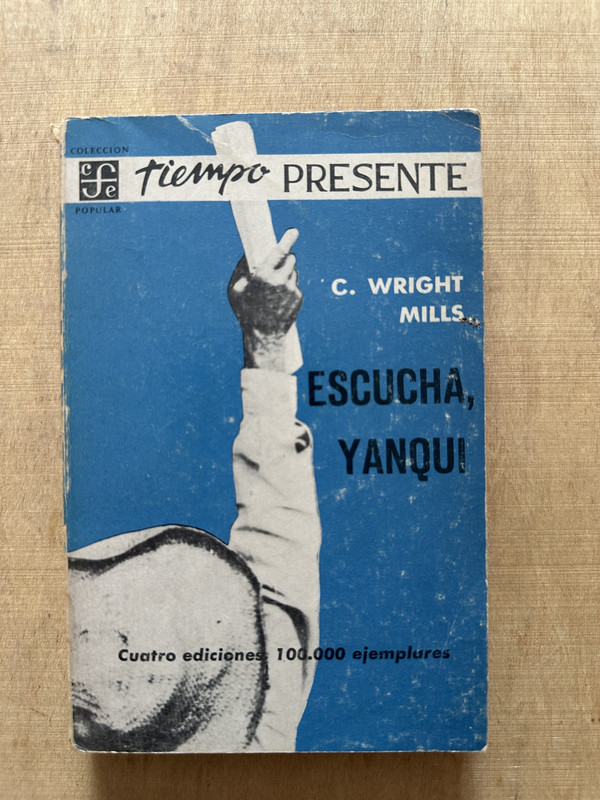 COLECCION
tiempo PRESENTE
c f e
POPULAR
C. WRIGHT
MILLS
ESCUCHA,
YANQUI
Cuatro ediciones, 100.000 ejemplares